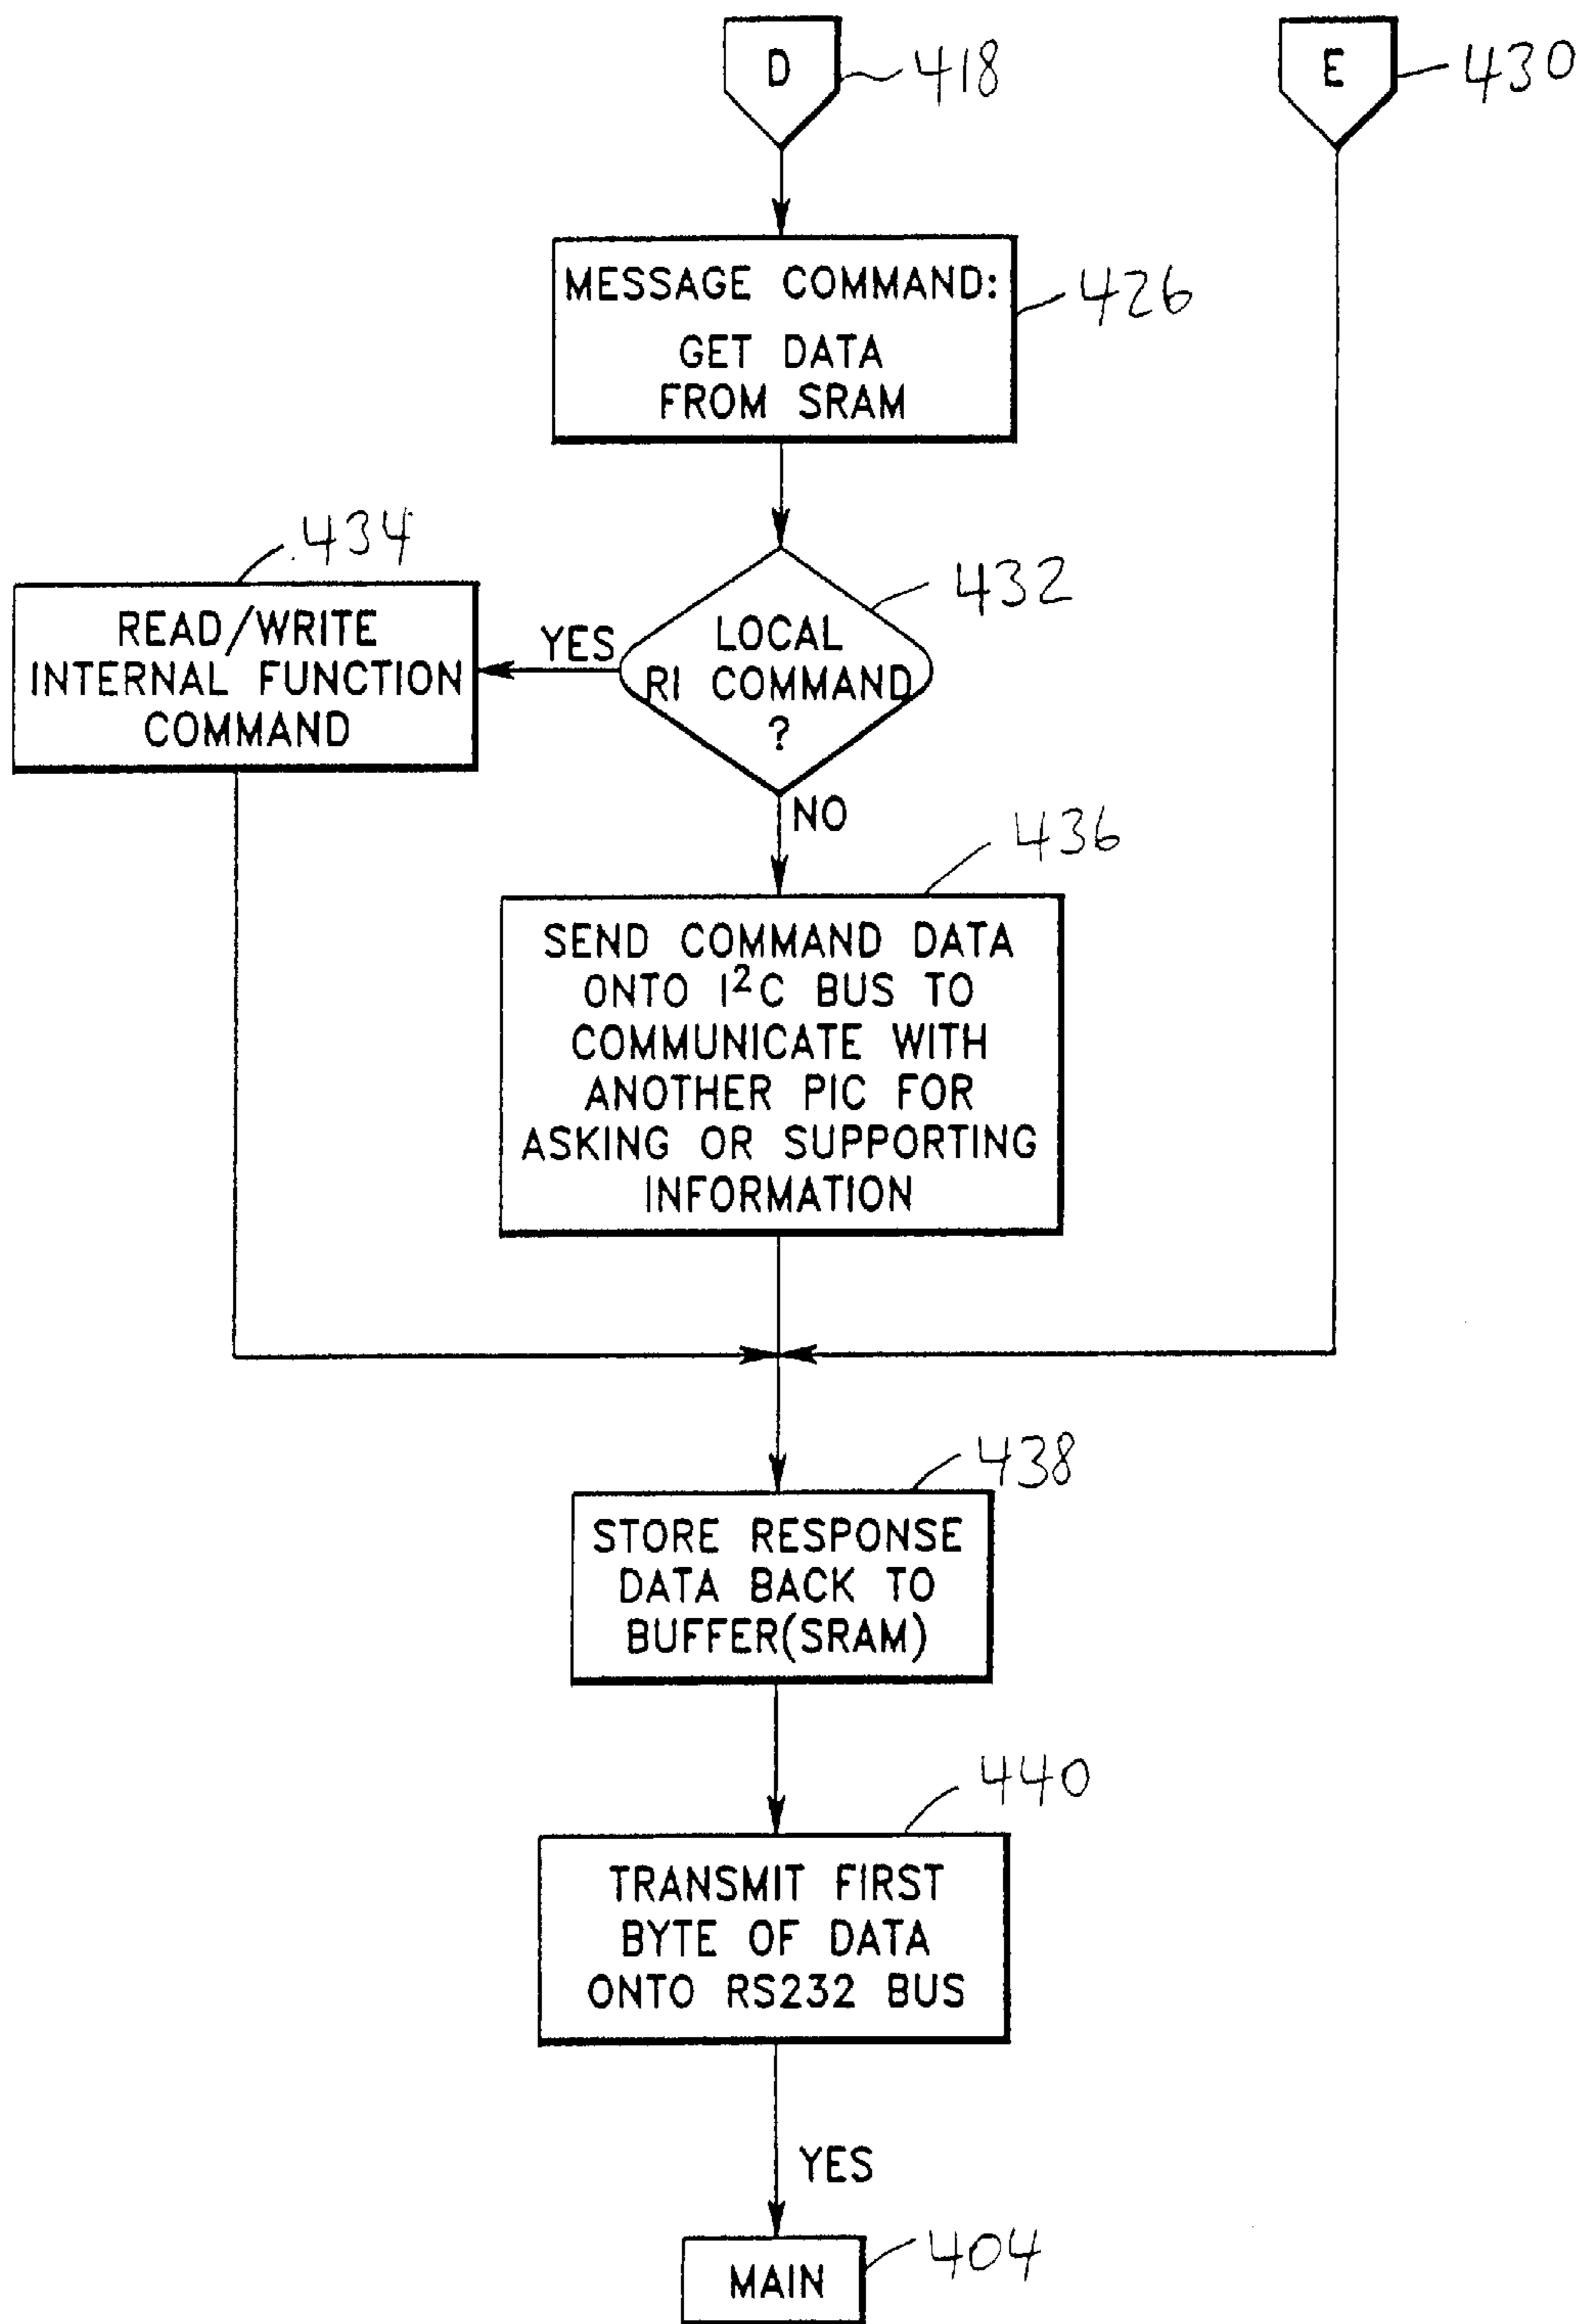 D
418
E
430
MESSAGE COMMAND:
GET DATA
FROM SRAM
426
434
READ/WRITE
INTERNAL FUNCTION
COMMAND
YES
LOCAL
RI COMMAND
?
432
NO
436
SEND COMMAND DATA
ONTO I²C BUS TO
COMMUNICATE WITH
ANOTHER PIC FOR
ASKING OR SUPPORTING
INFORMATION
438
STORE RESPONSE
DATA BACK TO
BUFFER(SRAM)
440
TRANSMIT FIRST
BYTE OF DATA
ONTO RS232 BUS
YES
MAIN
404